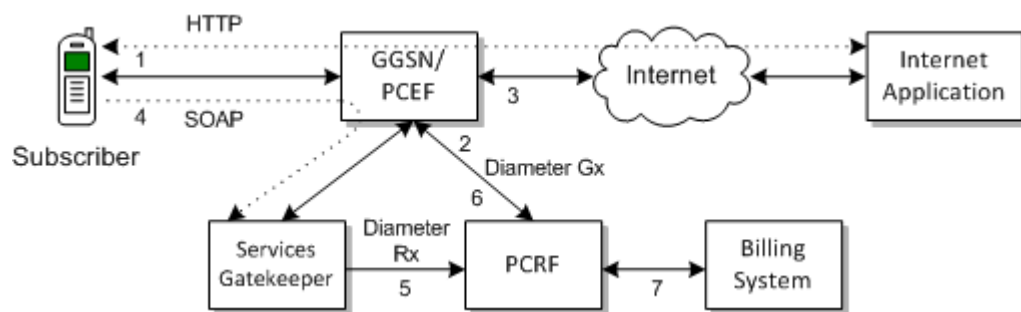 HTTP
1
GGSN/
PCEF
3
Internet
Internet
Application
4
SOAP
Subscriber
2
Diameter Gx
6
Services
Gatekeeper
Diameter
Rx
5
PCRF
7
Billing
System